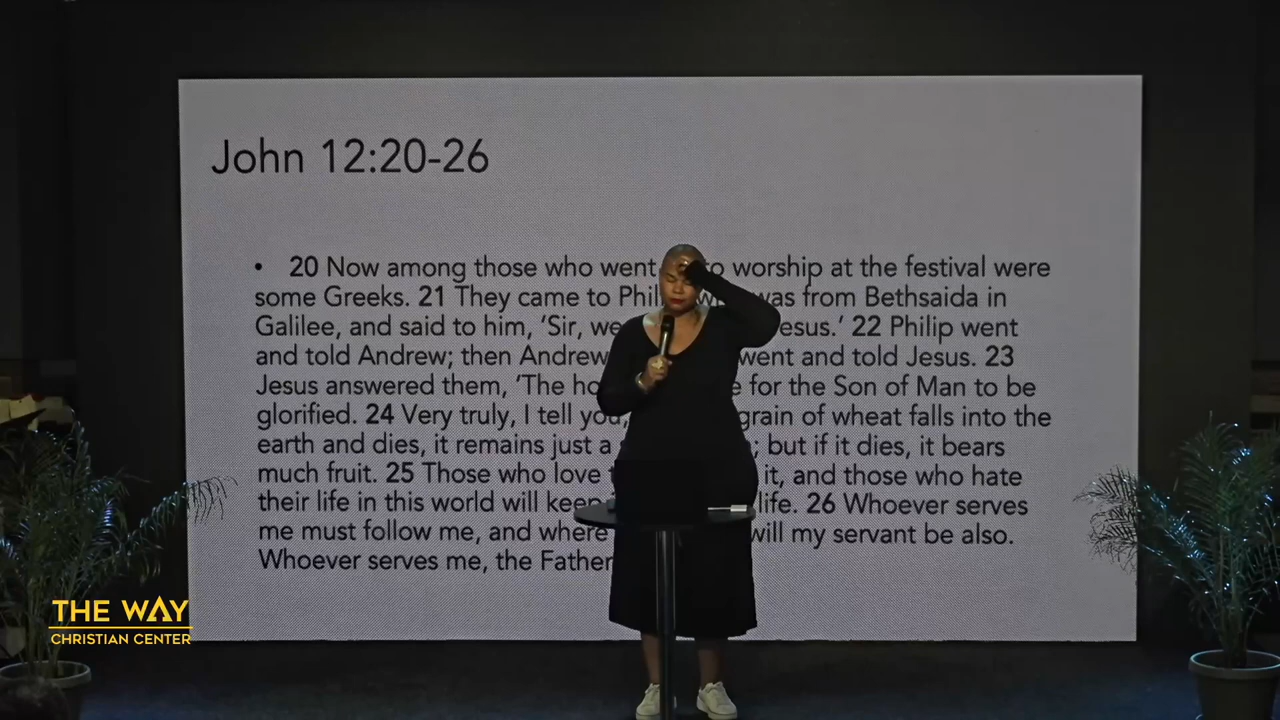 John 12:20-26
• 20 Now among those who went to worship at the festival were
some Greeks. 21 They came to was from Bethsaida in
Galilee, and said to him, ‘Sir, we 22 Philip went
and told Andrew; then Andrew went and told Jesus. 23
Jesus answered them, ‘The for the Son of Man to be
glorified. 24 Very truly, I tell you, grain of wheat falls into the
earth and dies, it remains just a ; but if it dies, it bears
much fruit. 25 Those who love it, and those who hate
their life in this world will keep life. 26 Whoever serves
me must follow me, and where will my servant be also.
Whoever serves me, the Father
THE WAY
CHRISTIAN CENTER